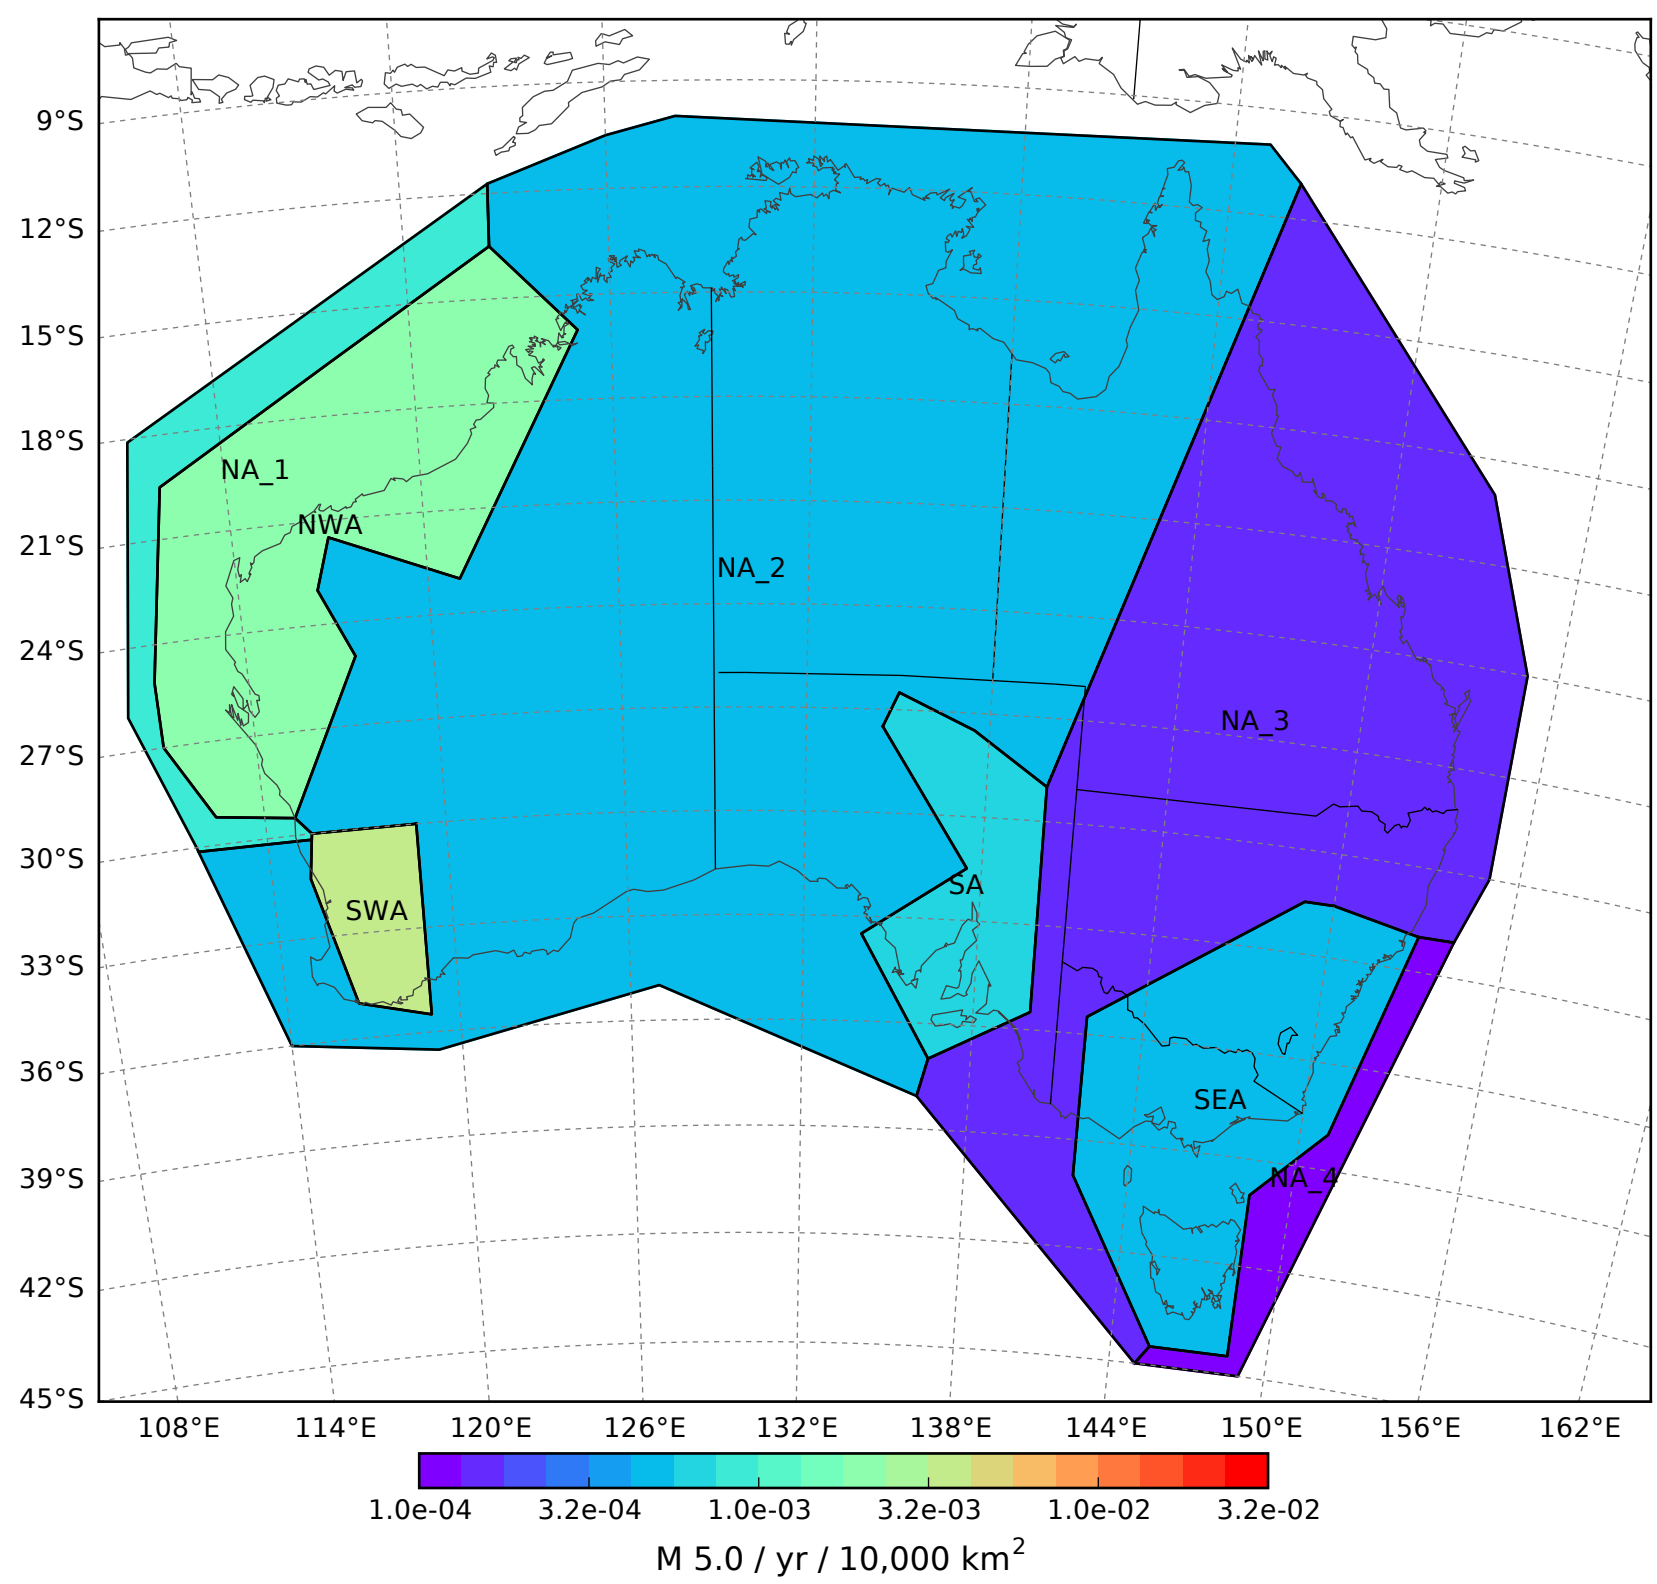 9°S
12°S
15°S
18°S
NA_1
NWA
21°S
NA_2
24°S
NA_3
27°S
30°S
SA
SWA
33°S
36°S
SEA
39°S
NA_4
42°S
45°S
108°E 114°E 120°E 126°E 132°E 138°E 144°E 150°E 156°E 162°E
1.0e-04 3.2e-04 1.0e-03 3.2e-03 1.0e-02 3.2e-02
M 5.0 / yr / 10,000 km²